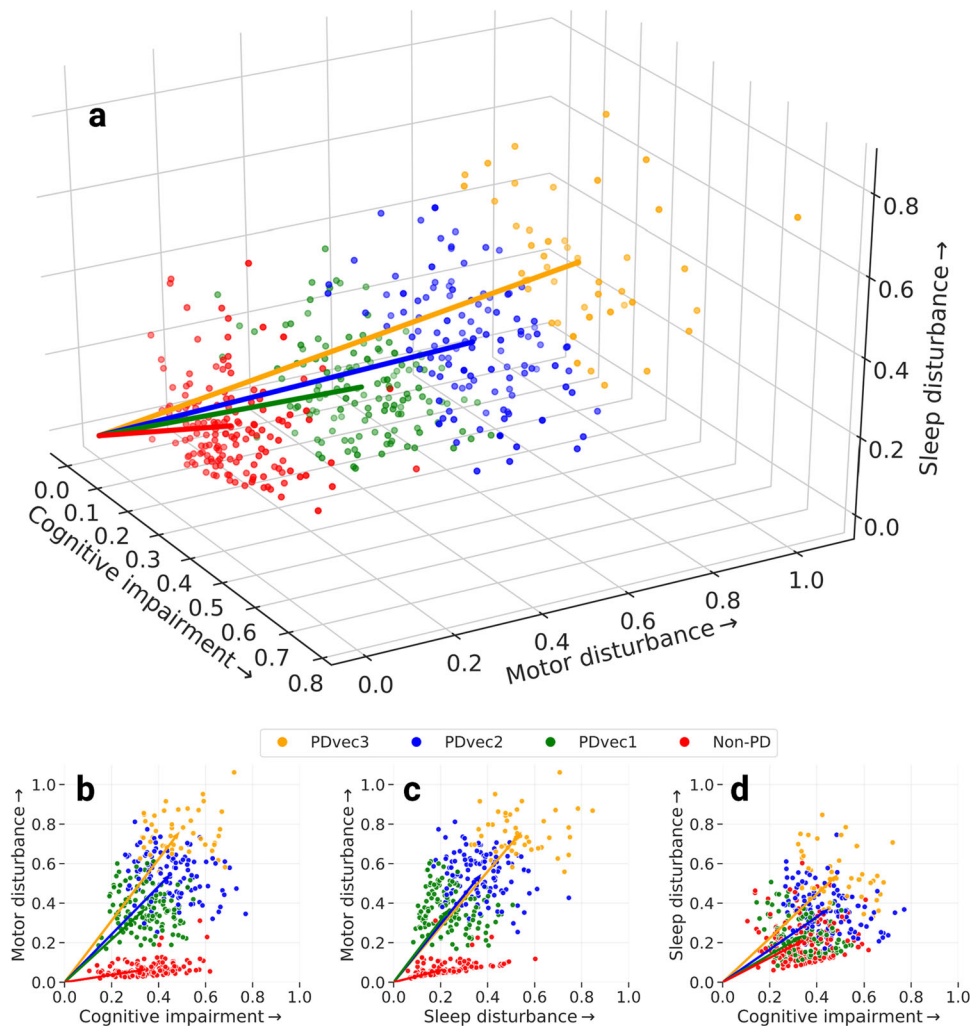 a
0.8
0.6
0.4
0.2
0.0
Sleep disturbance→
0.0
0.1
0.2
0.3
0.4
0.5
0.6
0.7
0.8
Cognitive impairment→
0.0
0.2
0.4
0.6
0.8
1.0
Motor disturbance→
PDvec3 PDvec2 PDvec1 Non-PD
b
Motor disturbance→
1.0
0.8
0.6
0.4
0.2
0.0
0.0 0.2 0.4 0.6 0.8 1.0
Cognitive impairment→
c
Motor disturbance→
1.0
0.8
0.6
0.4
0.2
0.0
0.0 0.2 0.4 0.6 0.8 1.0
Sleep disturbance→
d
Sleep disturbance→
1.0
0.8
0.6
0.4
0.2
0.0
0.0 0.2 0.4 0.6 0.8 1.0
Cognitive impairment→